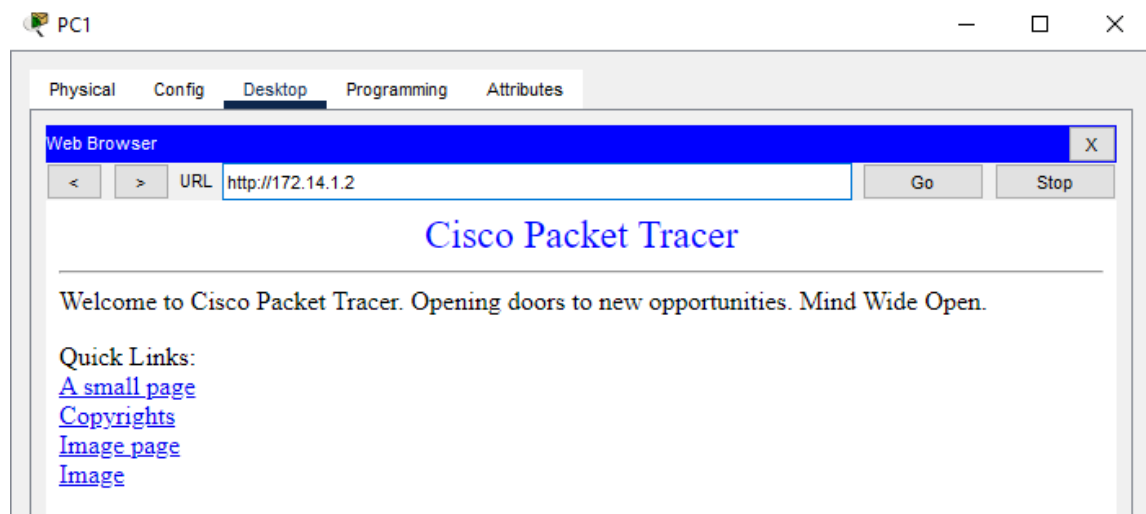 PC1
Physical Config Desktop Programming Attributes
Web Browser X
< > URL http://172.14.1.2 Go Stop
Cisco Packet Tracer
Welcome to Cisco Packet Tracer. Opening doors to new opportunities. Mind Wide Open.
Quick Links:
A small page
Copyrights
Image page
Image